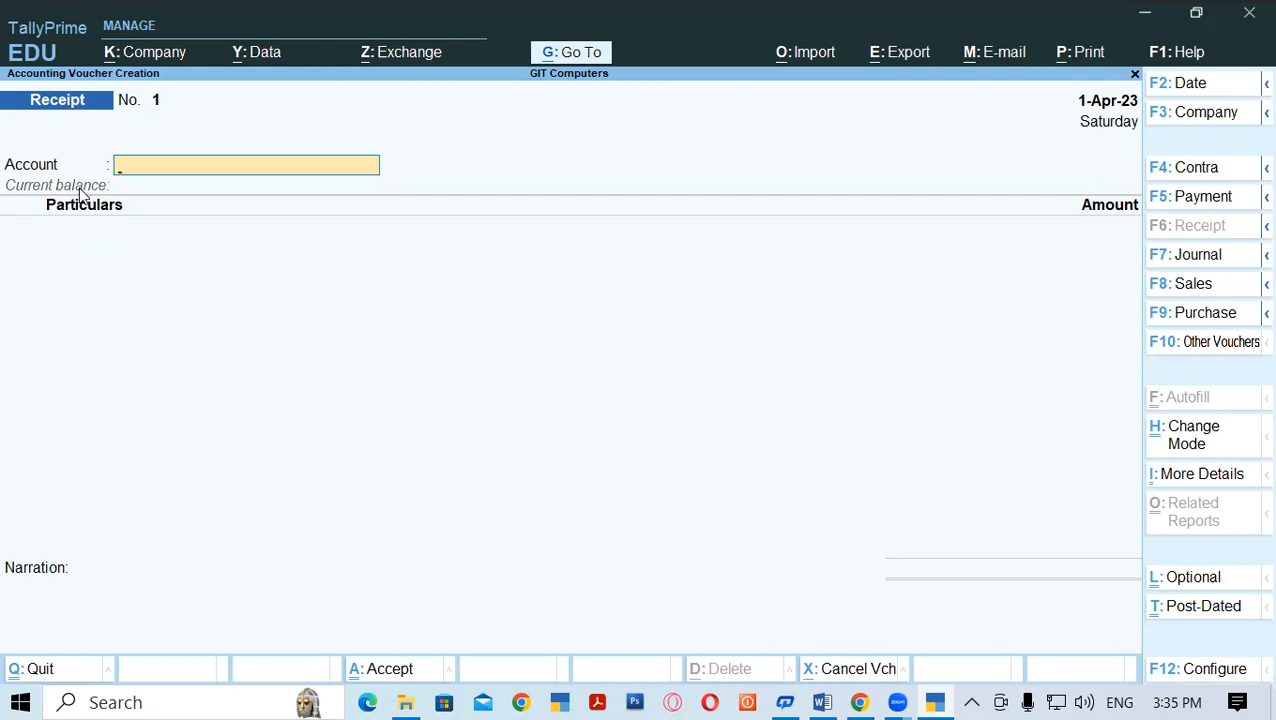 TallyPrime
EDU
MANAGE
K: Company
Y: Data
Z: Exchange
G: Go To
O: Import
E: Export
M: E-mail
P: Print
F1: Help
Accounting Voucher Creation
GIT Computers
Receipt No. 1
1-Apr-23
Saturday
Account :
Current balance:
Particulars
Amount
Narration:
F2: Date
F3: Company
F4: Contra
F5: Payment
F6: Receipt
F7: Journal
F8: Sales
F9: Purchase
F10: Other Vouchers
F: Autofill
H: Change
Mode
I: More Details
O: Related
Reports
L: Optional
T: Post-Dated
Q: Quit
A: Accept
D: Delete
X: Cancel Vch
F12: Configure
Search
Ps
zoom
ENG
3:35 PM